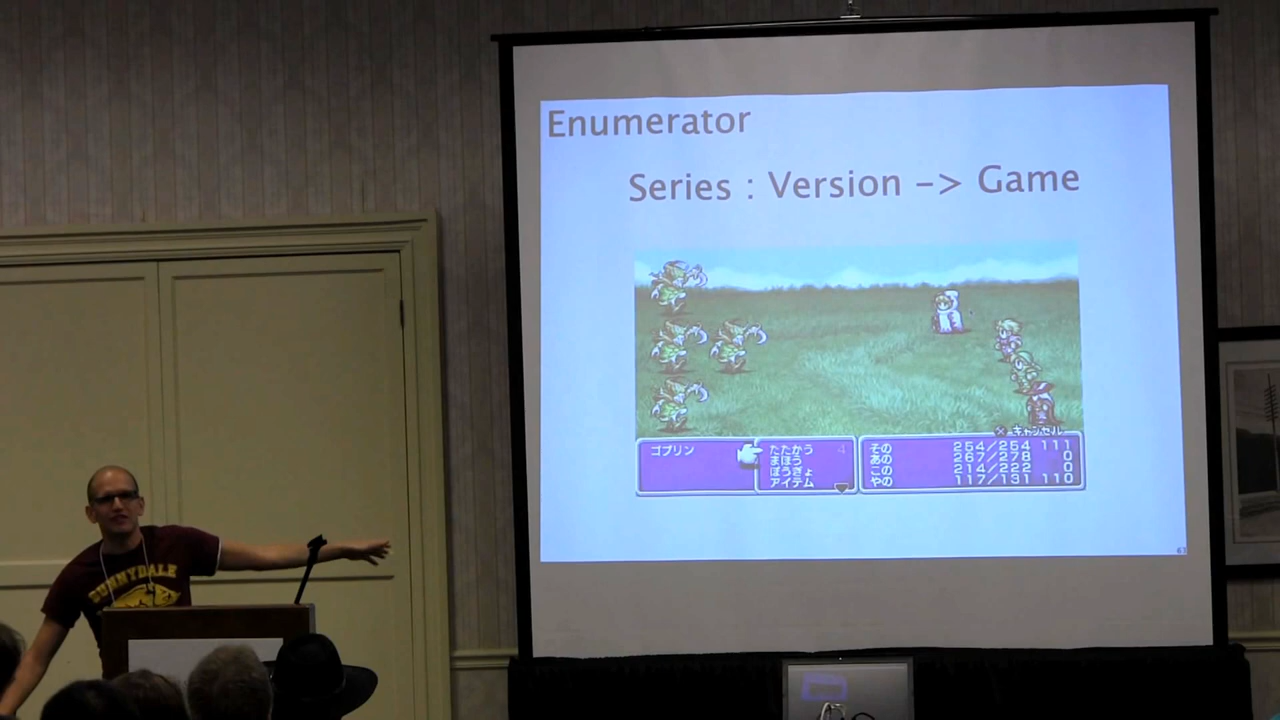 Enumerator
Series : Version -> Game
キャンセル
ゴブリン
たたかう 4
まほう
ぼうぎょ
アイテム
その 254/254 111
あの 267/278 0
この 214/222 0
やの 117/131 110
61
SUNNYDALE